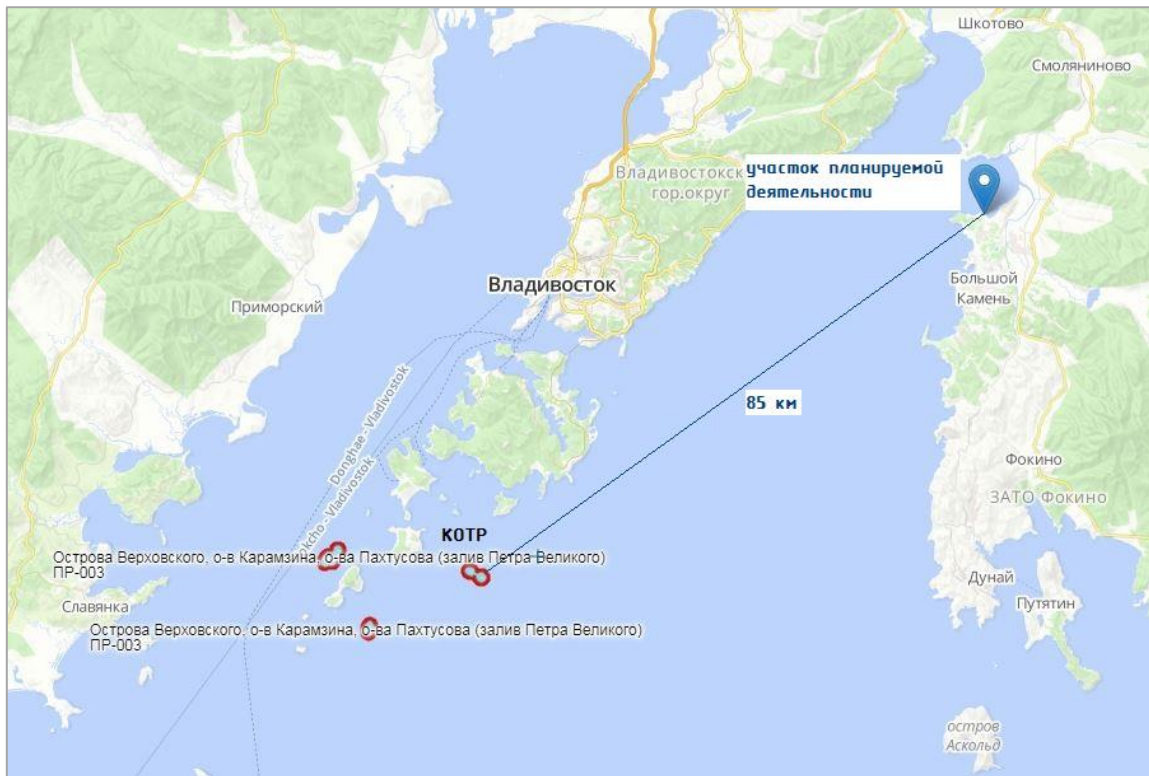 Шкотово
Смоляниново
участок планируемой
деятельности
Владивостокск
гор.округ
Владивосток
Большой
Камень
Приморский
Donghae - Vladivostok
85 км
kcho - Vladivostok
Фокино
ЗАТО Фокино
КОТР
Острова Верховского, о-в Карамзина, о-ва Пахтусова (залив Петра Великого)
ПР-003
Дунай
Славянка
Путятин
Острова Верховского, о-в Карамзина, о-ва Пахтусова (залив Петра Великого)
ПР-003
остров
Аскольд